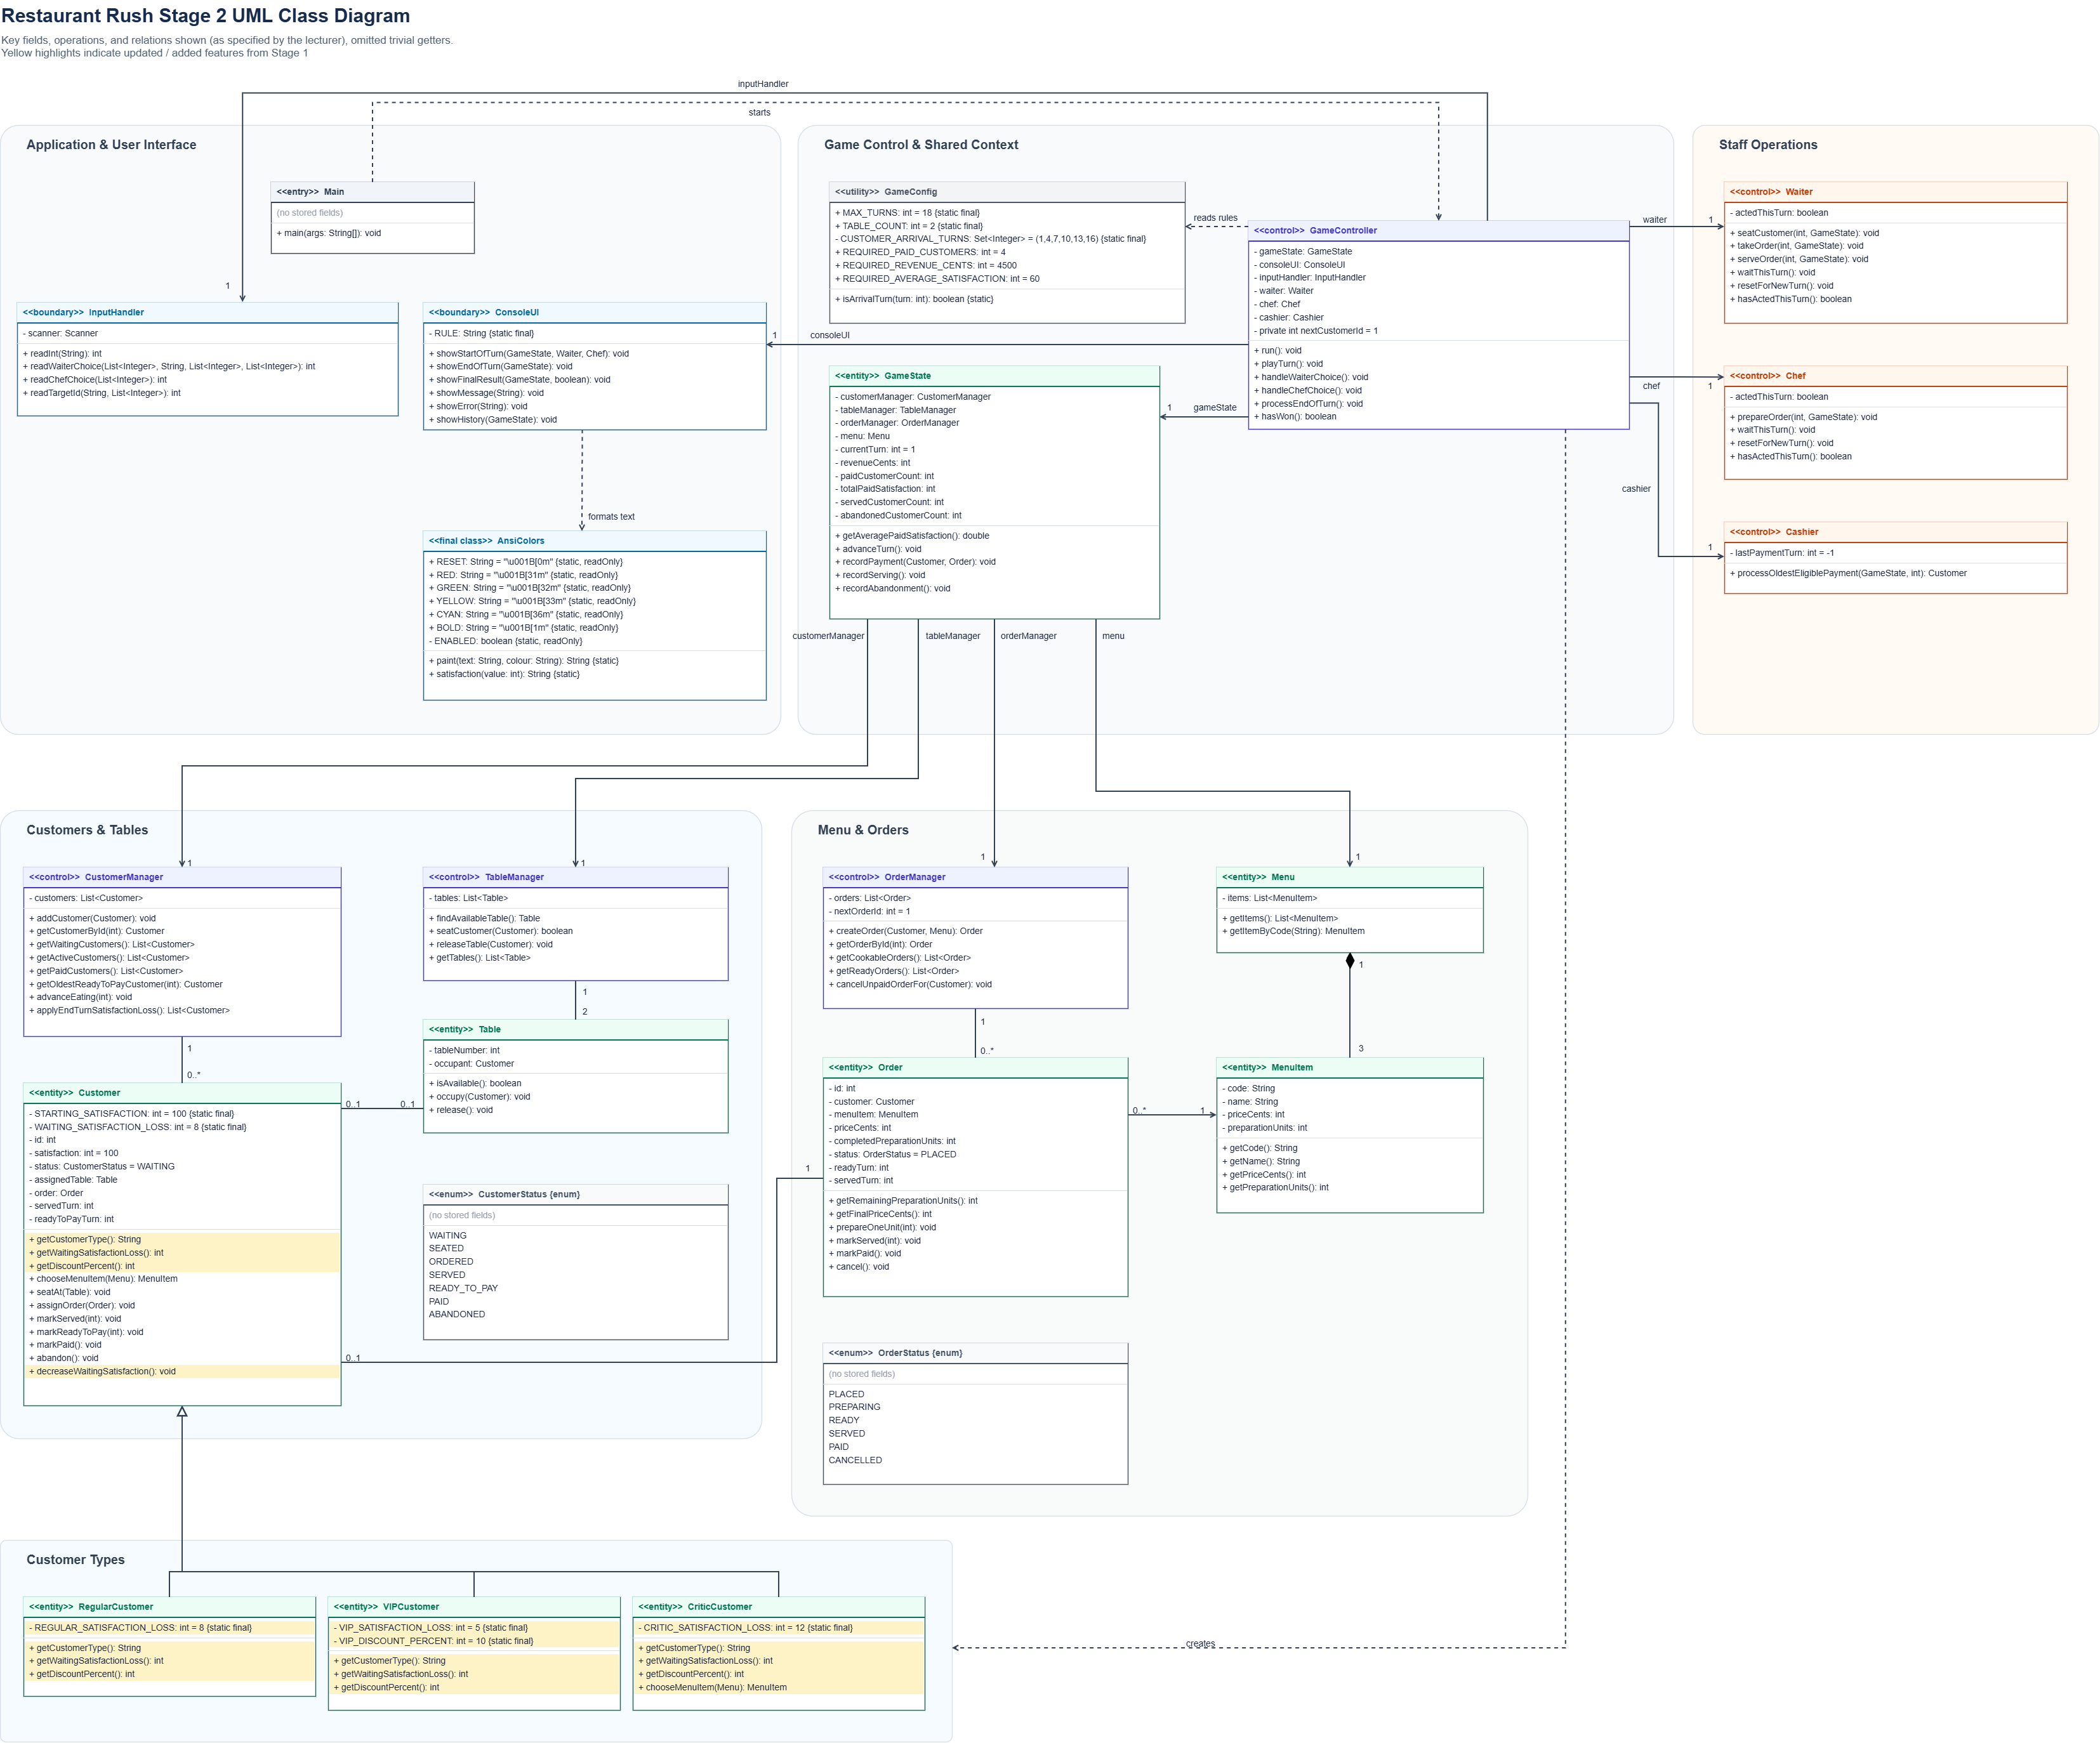 Restaurant Rush Stage 2 UML Class Diagram
Key fields, operations, and relations shown (as specified by the lecturer), omitted trivial getters.
Yellow highlights indicate updated / added features from Stage 1
inputHandler
starts
Application & User Interface
<<entry>> Main
(no stored fields)
+ main(args: String[]): void
1
<<boundary>> InputHandler
- scanner: Scanner
+ readInt(String): int
+ readWaiterChoice(List<Integer>, String, List<Integer>, List<Integer>): int
+ readChefChoice(List<Integer>): int
+ readTargetId(String, List<Integer>): int
<<boundary>> ConsoleUI
- RULE: String {static final}
+ showStartOfTurn(GameState, Waiter, Chef): void
+ showEndOfTurn(GameState): void
+ showFinalResult(GameState, boolean): void
+ showMessage(String): void
+ showError(String): void
+ showHistory(GameState): void
formats text
<<final class>> AnsiColors
+ RESET: String = "\u001B[0m" {static, readOnly}
+ RED: String = "\u001B[31m" {static, readOnly}
+ GREEN: String = "\u001B[32m" {static, readOnly}
+ YELLOW: String = "\u001B[33m" {static, readOnly}
+ CYAN: String = "\u001B[36m" {static, readOnly}
+ BOLD: String = "\u001B[1m" {static, readOnly}
- ENABLED: boolean {static, readOnly}
+ paint(text: String, colour: String): String {static}
+ satisfaction(value: int): String {static}
Game Control & Shared Context
<<utility>> GameConfig
+ MAX_TURNS: int = 18 {static final}
+ TABLE_COUNT: int = 2 {static final}
- CUSTOMER_ARRIVAL_TURNS: Set<Integer> = (1,4,7,10,13,16) {static final}
+ REQUIRED_PAID_CUSTOMERS: int = 4
+ REQUIRED_REVENUE_CENTS: int = 4500
+ REQUIRED_AVERAGE_SATISFACTION: int = 60
+ isArrivalTurn(turn: int): boolean {static}
reads rules
<<control>> GameController
- gameState: GameState
- consoleUI: ConsoleUI
- inputHandler: InputHandler
- waiter: Waiter
- chef: Chef
- cashier: Cashier
- private int nextCustomerId = 1
+ run(): void
+ playTurn(): void
+ handleWaiterChoice(): void
+ handleChefChoice(): void
+ processEndOfTurn(): void
+ hasWon(): boolean
1
consoleUI
1
gameState
<<entity>> GameState
- customerManager: CustomerManager
- tableManager: TableManager
- orderManager: OrderManager
- menu: Menu
- currentTurn: int = 1
- revenueCents: int
- paidCustomerCount: int
- totalPaidSatisfaction: int
- servedCustomerCount: int
- abandonedCustomerCount: int
+ getAveragePaidSatisfaction(): double
+ advanceTurn(): void
+ recordPayment(Customer, Order): void
+ recordServing(): void
+ recordAbandonment(): void
customerManager
tableManager
orderManager
menu
Staff Operations
waiter
1
<<control>> Waiter
- actedThisTurn: boolean
+ seatCustomer(int, GameState): void
+ takeOrder(int, GameState): void
+ serveOrder(int, GameState): void
+ waitThisTurn(): void
+ resetForNewTurn(): void
+ hasActedThisTurn(): boolean
chef
1
<<control>> Chef
- actedThisTurn: boolean
+ prepareOrder(int, GameState): void
+ waitThisTurn(): void
+ resetForNewTurn(): void
+ hasActedThisTurn(): boolean
cashier
1
<<control>> Cashier
- lastPaymentTurn: int = -1
+ processOldestEligiblePayment(GameState, int): Customer
Customers & Tables
1
<<control>> CustomerManager
- customers: List<Customer>
+ addCustomer(Customer): void
+ getCustomerById(int): Customer
+ getWaitingCustomers(): List<Customer>
+ getActiveCustomers(): List<Customer>
+ getPaidCustomers(): List<Customer>
+ getOldestReadyToPayCustomer(int): Customer
+ advanceEating(int): void
+ applyEndTurnSatisfactionLoss(): List<Customer>
1
0..*
<<entity>> Customer
- STARTING_SATISFACTION: int = 100 {static final}
- WAITING_SATISFACTION_LOSS: int = 8 {static final}
- id: int
- satisfaction: int = 100
- status: CustomerStatus = WAITING
- assignedTable: Table
- order: Order
- servedTurn: int
- readyToPayTurn: int
+ getCustomerType(): String
+ getWaitingSatisfactionLoss(): int
+ getDiscountPercent(): int
+ chooseMenuItem(Menu): MenuItem
+ seatAt(Table): void
+ assignOrder(Order): void
+ markServed(int): void
+ markReadyToPay(int): void
+ markPaid(): void
+ abandon(): void
+ decreaseWaitingSatisfaction(): void
1
<<control>> TableManager
- tables: List<Table>
+ findAvailableTable(): Table
+ seatCustomer(Customer): boolean
+ releaseTable(Customer): void
+ getTables(): List<Table>
1
2
<<entity>> Table
- tableNumber: int
- occupant: Customer
+ isAvailable(): boolean
+ occupy(Customer): void
+ release(): void
0..1
0..1
<<enum>> CustomerStatus {enum}
(no stored fields)
WAITING
SEATED
ORDERED
SERVED
READY_TO_PAY
PAID
ABANDONED
0..1
1
Menu & Orders
1
<<control>> OrderManager
- orders: List<Order>
- nextOrderId: int = 1
+ createOrder(Customer, Menu): Order
+ getOrderById(int): Order
+ getCookableOrders(): List<Order>
+ getReadyOrders(): List<Order>
+ cancelUnpaidOrderFor(Customer): void
1
0..*
<<entity>> Order
- id: int
- customer: Customer
- menuItem: MenuItem
- priceCents: int
- completedPreparationUnits: int
- status: OrderStatus = PLACED
- readyTurn: int
- servedTurn: int
+ getRemainingPreparationUnits(): int
+ getFinalPriceCents(): int
+ prepareOneUnit(int): void
+ markServed(int): void
+ markPaid(): void
+ cancel(): void
0..*
1
<<enum>> OrderStatus {enum}
(no stored fields)
PLACED
PREPARING
READY
SERVED
PAID
CANCELLED
1
<<entity>> Menu
- items: List<MenuItem>
+ getItems(): List<MenuItem>
+ getItemByCode(String): MenuItem
1
3
<<entity>> MenuItem
- code: String
- name: String
- priceCents: int
- preparationUnits: int
+ getCode(): String
+ getName(): String
+ getPriceCents(): int
+ getPreparationUnits(): int
Customer Types
<<entity>> RegularCustomer
- REGULAR_SATISFACTION_LOSS: int = 8 {static final}
+ getCustomerType(): String
+ getWaitingSatisfactionLoss(): int
+ getDiscountPercent(): int
<<entity>> VIPCustomer
- VIP_SATISFACTION_LOSS: int = 5 {static final}
- VIP_DISCOUNT_PERCENT: int = 10 {static final}
+ getCustomerType(): String
+ getWaitingSatisfactionLoss(): int
+ getDiscountPercent(): int
<<entity>> CriticCustomer
- CRITIC_SATISFACTION_LOSS: int = 12 {static final}
+ getCustomerType(): String
+ getWaitingSatisfactionLoss(): int
+ getDiscountPercent(): int
+ chooseMenuItem(Menu): MenuItem
creates